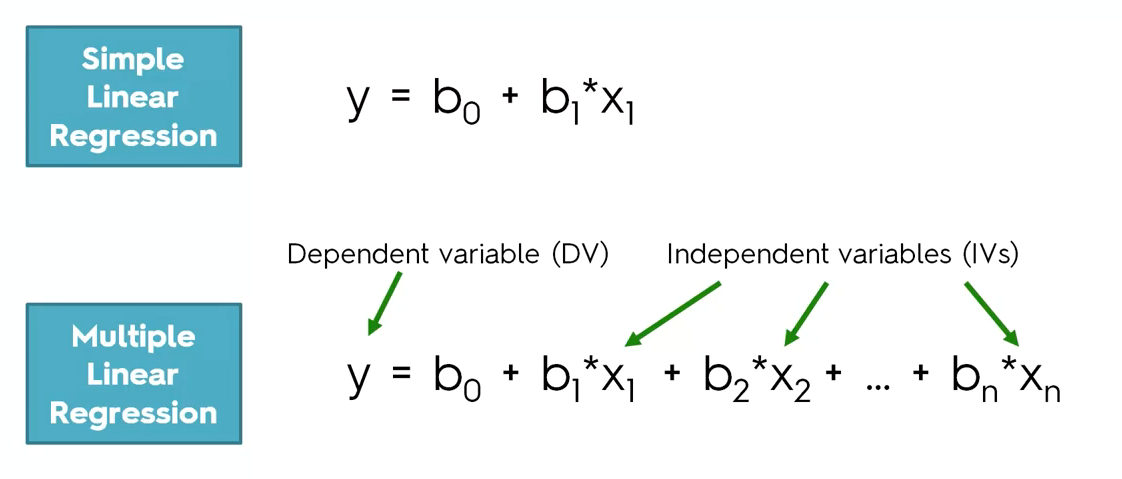 Simple
Linear
Regression
y = b₀ + b₁*x₁
Dependent variable (DV)
Independent variables (IVs)
Multiple
Linear
Regression
y = b₀ + b₁*x₁ + b₂*x₂ + ... + bₙ*xₙ